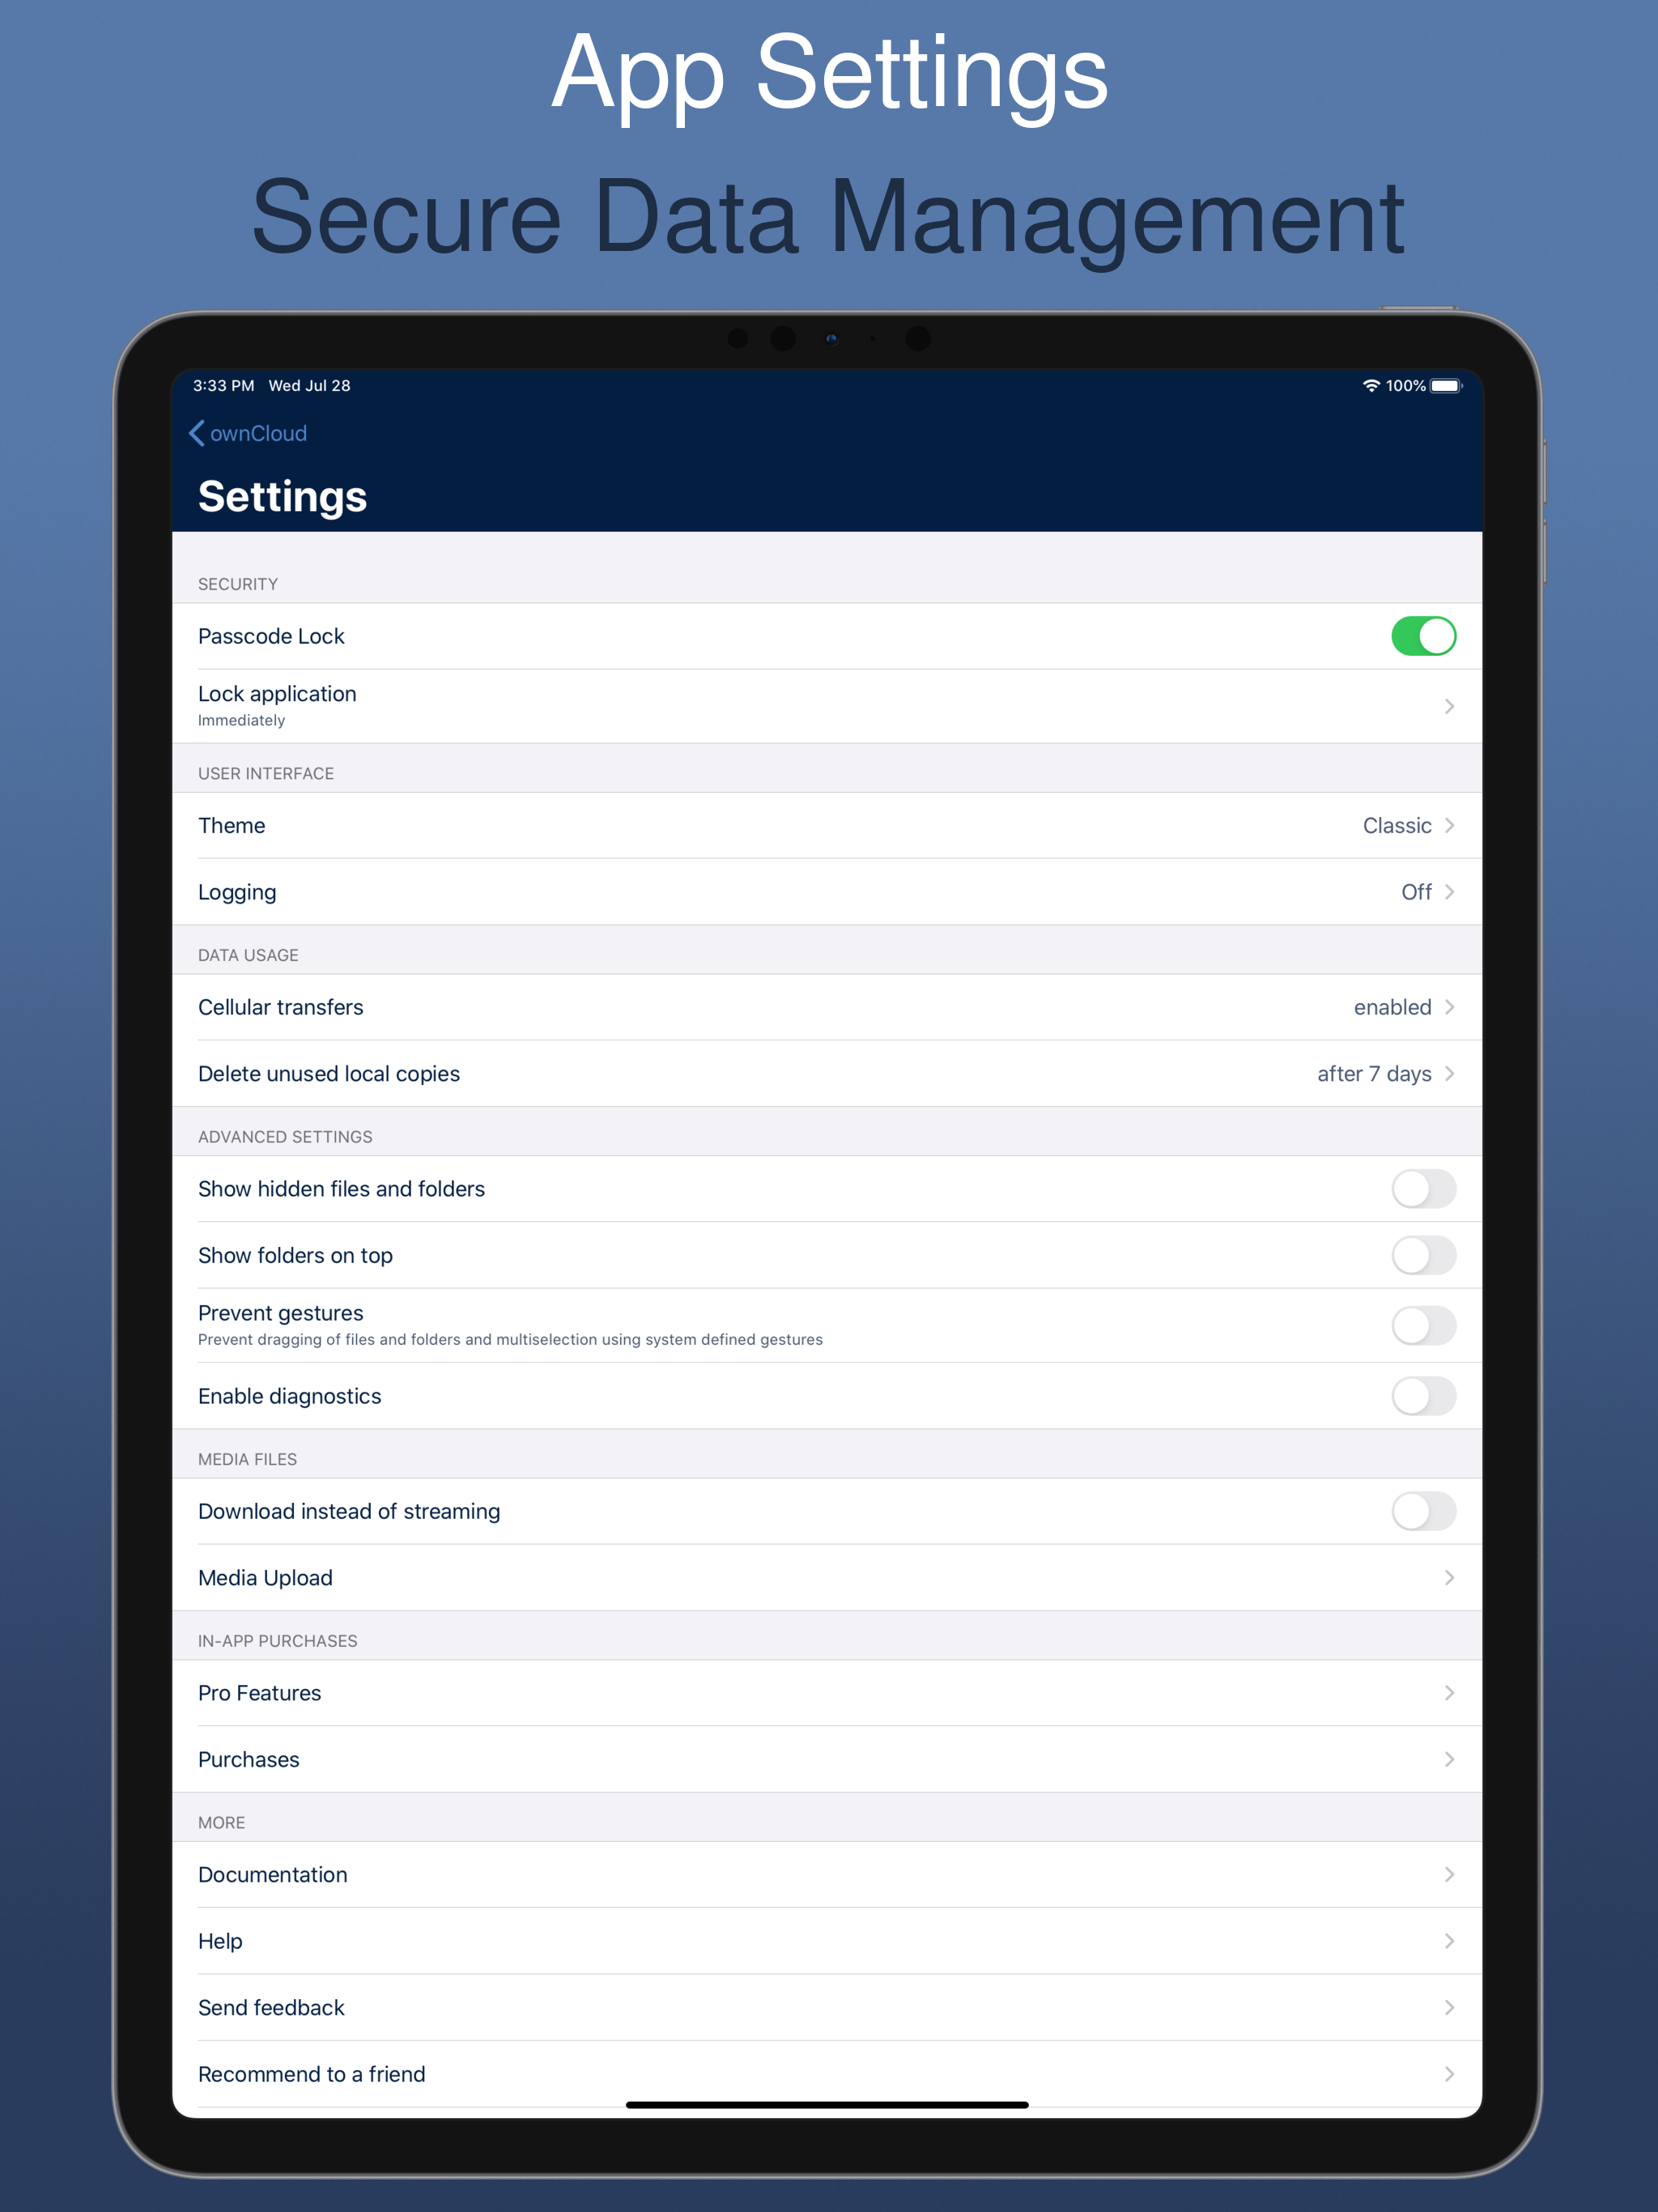 App Settings
Secure Data Management
3:33 PM Wed Jul 28
100%
ownCloud
Settings
SECURITY
Passcode Lock
Lock application
Immediately
USER INTERFACE
Theme Classic
Logging Off
DATA USAGE
Cellular transfers enabled
Delete unused local copies after 7 days
ADVANCED SETTINGS
Show hidden files and folders
Show folders on top
Prevent gestures
Prevent dragging of files and folders and multiselection using system defined gestures
Enable diagnostics
MEDIA FILES
Download instead of streaming
Media Upload
IN-APP PURCHASES
Pro Features
Purchases
MORE
Documentation
Help
Send feedback
Recommend to a friend